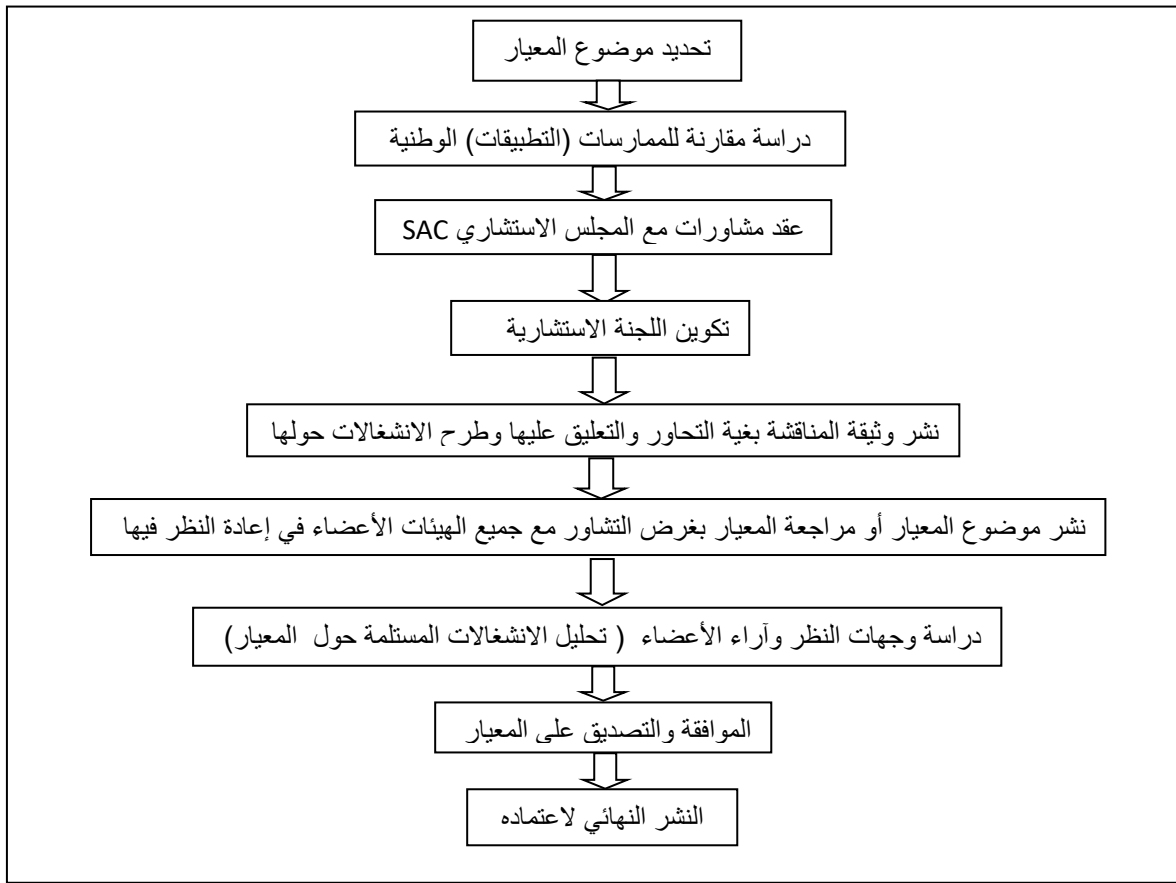 تحديد موضوع المعيار
دراسة مقارنة للممارسات (التطبيقات) الوطنية
عقد مشاورات مع المجلس الاستشاري SAC
تكوين اللجنة الاستشارية
نشر وثيقة المناقشة بغية التحاور والتعليق عليها وطرح الانشغالات حولها
نشر موضوع المعيار أو مراجعة المعيار بغرض التشاور مع جميع الهيئات الأعضاء في إعادة النظر فيها
دراسة وجهات النظر وآراء الأعضاء ( تحليل الانشغالات المستلمة حول المعيار)
الموافقة والتصديق على المعيار
النشر النهائي لاعتماده